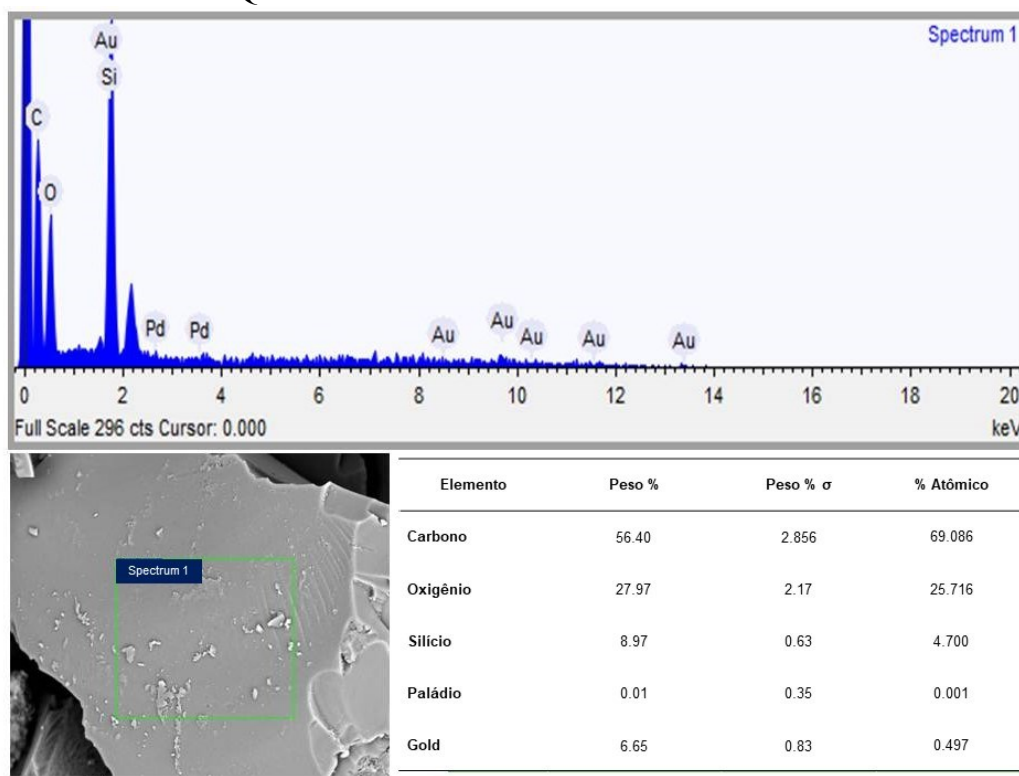 Spectrum 1
Au
Si
C
O
Pd Pd Au Au Au Au Au
0 2 4 6 8 10 12 14 16 18 20
Full Scale 296 cts Cursor: 0.000 keV
Spectrum 1
Elemento Peso % Peso % σ % Atômico
Carbono 56.40 2.856 69.086
Oxigênio 27.97 2.17 25.716
Silício 8.97 0.63 4.700
Paládio 0.01 0.35 0.001
Gold 6.65 0.83 0.497